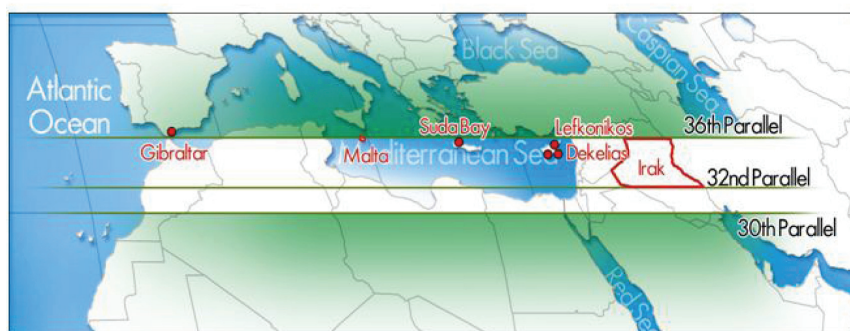 Black Sea
Caspian Sea
Atlantic
Ocean
36th Parallel
Suda Bay
Lefkonikos
Gibraltar
Malta
Mediterranean Sea
Dekelias
Irak
32nd Parallel
30th Parallel
Red Sea